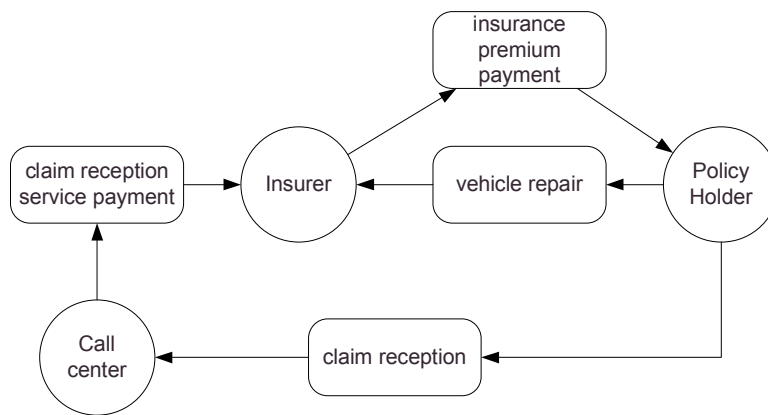 insurance
premium
payment
claim reception
service payment
Insurer
vehicle repair
Policy
Holder
Call
center
claim reception